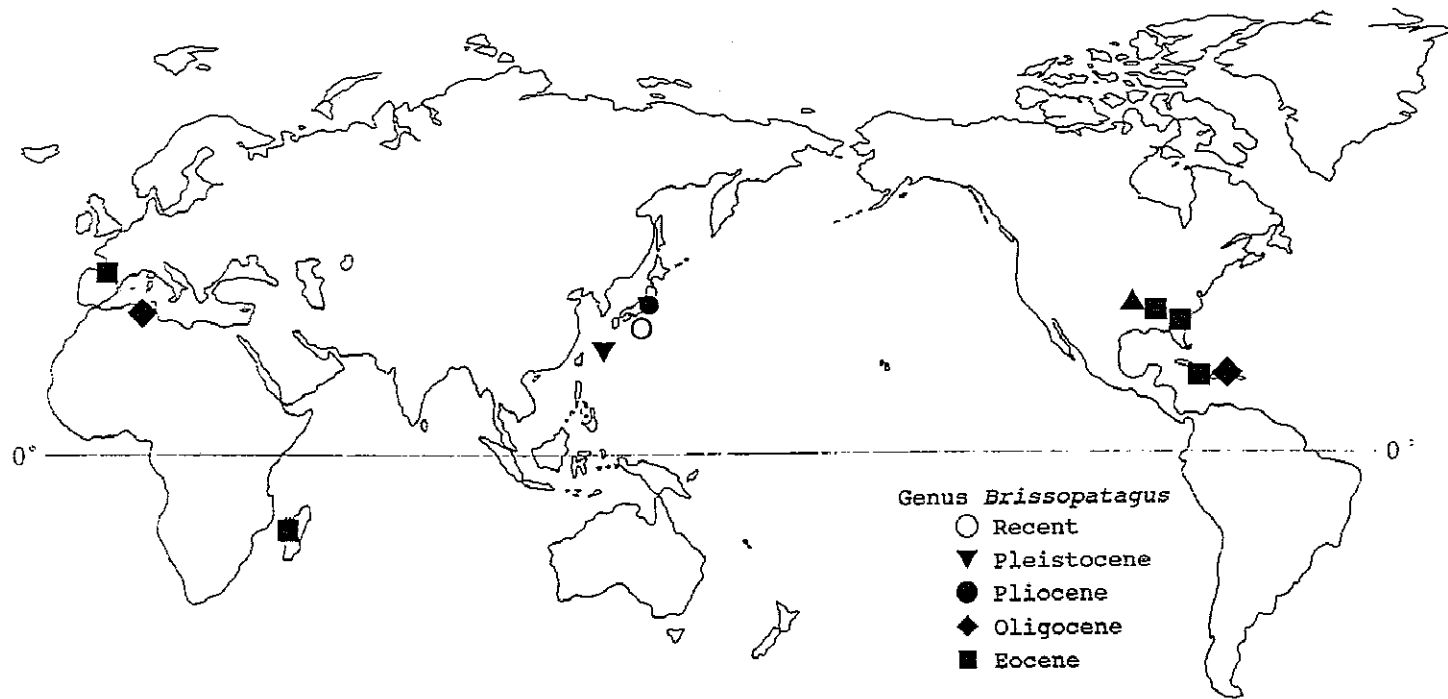 0° 0°
Genus Brissopatagus
Recent
Pleistocene
Pliocene
Oligocene
Eocene